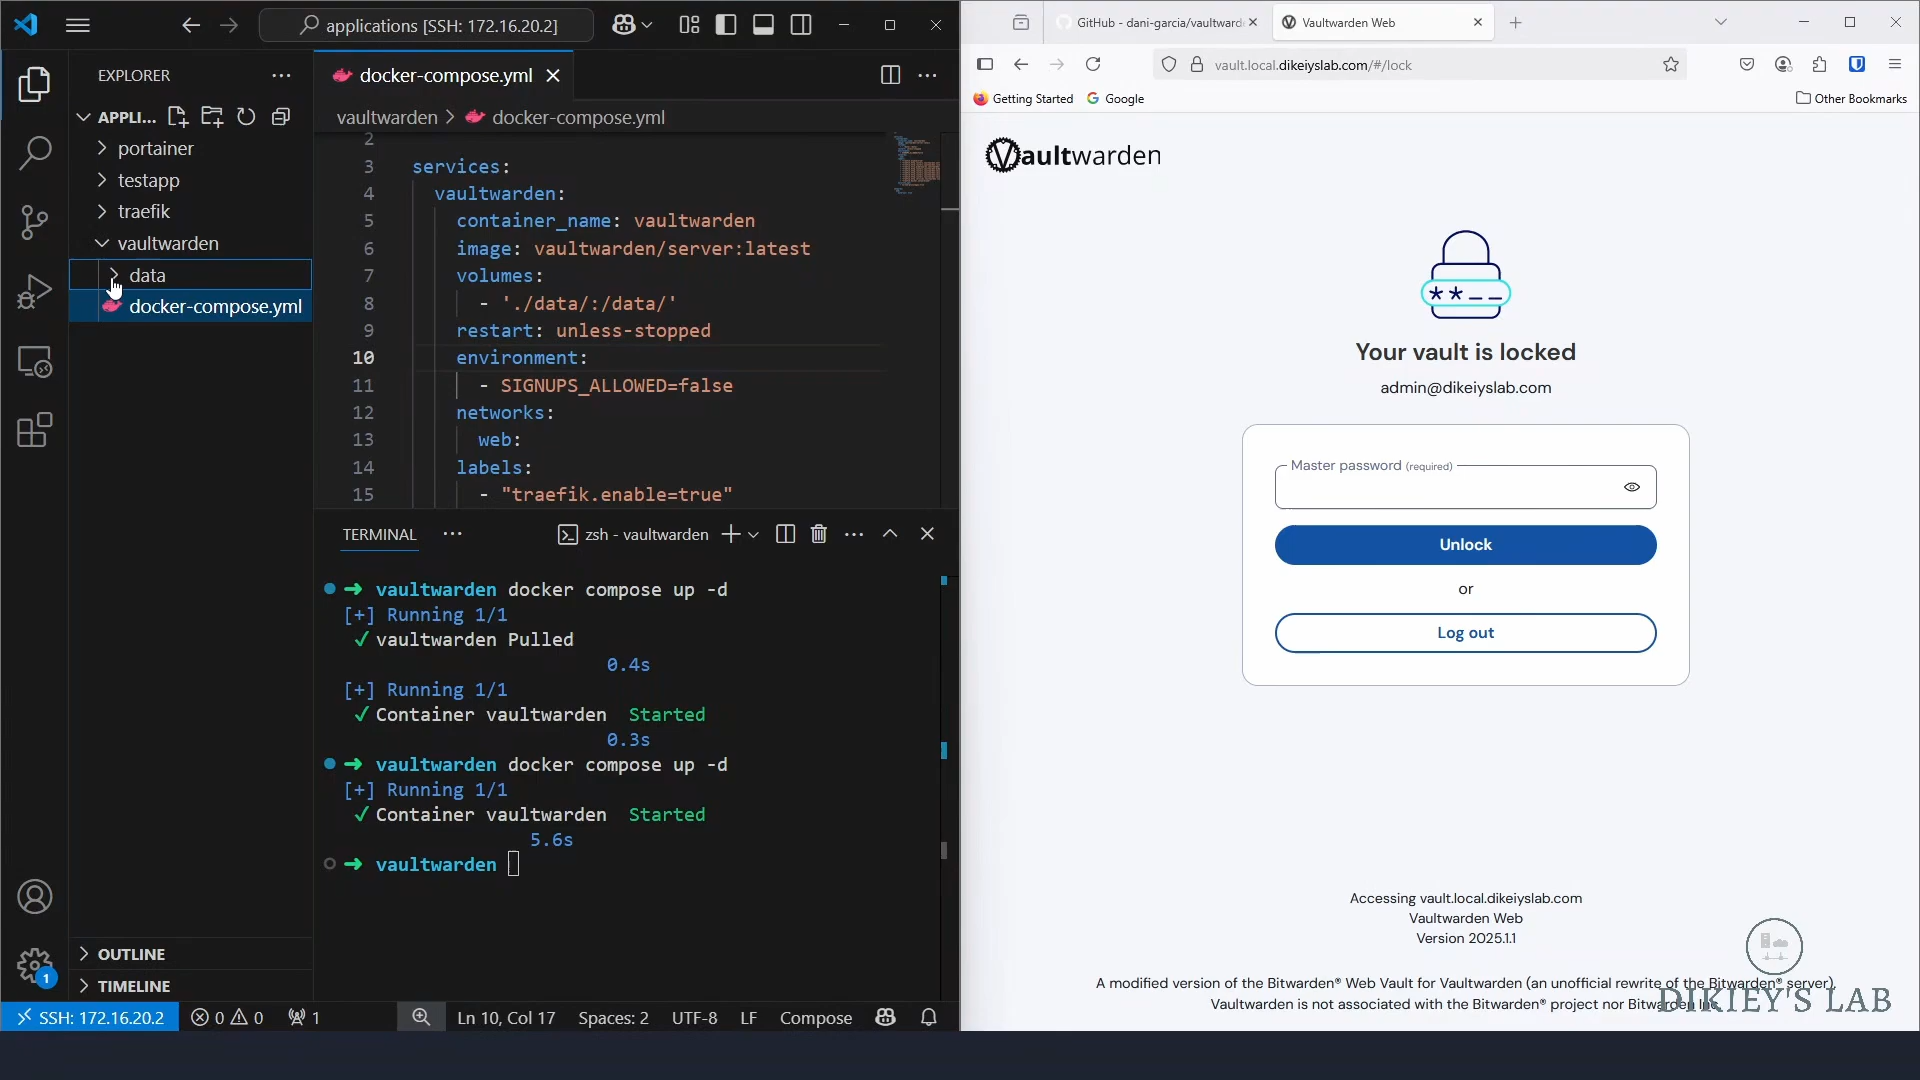 applications [SSH: 172.16.20.2]
EXPLORER
APPLI...
portainer
testapp
traefik
vaultwarden
data
docker-compose.yml
OUTLINE
TIMELINE
docker-compose.yml
vaultwarden > docker-compose.yml
2
3 services:
4 vaultwarden:
5 container_name: vaultwarden
6 image: vaultwarden/server:latest
7 volumes:
8 - './data/:/data/'
9 restart: unless-stopped
10 environment:
11 - SIGNUPS_ALLOWED=false
12 networks:
13 web:
14 labels:
15 - "traefik.enable=true"
TERMINAL
zsh - vaultwarden
➜ vaultwarden docker compose up -d
[+] Running 1/1
✓ vaultwarden Pulled
0.4s
[+] Running 1/1
✓ Container vaultwarden Started
0.3s
➜ vaultwarden docker compose up -d
[+] Running 1/1
✓ Container vaultwarden Started
5.6s
➜ vaultwarden
1
SSH: 172.16.20.2
0 0
1
Ln 10, Col 17
Spaces: 2
UTF-8
LF
Compose
GitHub - dani-garcia/vaultward
Vaultwarden Web
vault.local.dikeiyslab.com/#/lock
Getting Started
Google
Other Bookmarks
Vaultwarden
**__
Your vault is locked
admin@dikeiyslab.com
Master password (required)
Unlock
or
Log out
Accessing vault.local.dikeiyslab.com
Vaultwarden Web
Version 2025.1.1
A modified version of the Bitwarden® Web Vault for Vaultwarden (an unofficial rewrite of the Bitwarden® server).
Vaultwarden is not associated with the Bitwarden® project nor Bitwarden Inc.
DIKIEY'S LAB